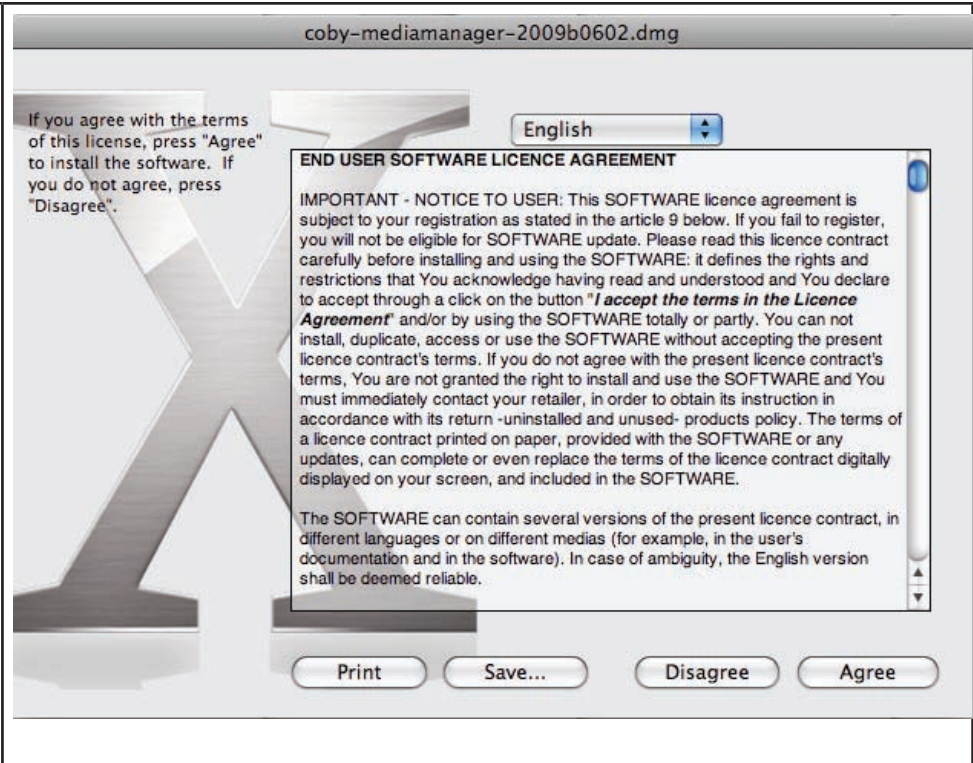 coby-mediamanager-2009b0602.dmg
If you agree with the terms
of this license, press "Agree"
to install the software.  If
you do not agree, press
"Disagree".
English
END USER SOFTWARE LICENCE AGREEMENT
IMPORTANT - NOTICE TO USER: This SOFTWARE licence agreement is
subject to your registration as stated in the article 9 below. If you fail to register,
you will not be eligible for SOFTWARE update. Please read this licence contract
carefully before installing and using the SOFTWARE: it defines the rights and
restrictions that You acknowledge having read and understood and You declare
to accept through a click on the button "I accept the terms in the Licence
Agreement" and/or by using the SOFTWARE totally or partly. You can not
install, duplicate, access or use the SOFTWARE without accepting the present
licence contract's terms. If you do not agree with the present licence contract's
terms, You are not granted the right to install and use the SOFTWARE and You
must immediately contact your retailer, in order to obtain its instruction in
accordance with its return -uninstalled and unused- products policy. The terms of
a licence contract printed on paper, provided with the SOFTWARE or any
updates, can complete or even replace the terms of the licence contract digitally
displayed on your screen, and included in the SOFTWARE.
The SOFTWARE can contain several versions of the present licence contract, in
different languages or on different medias (for example, in the user's
documentation and in the software). In case of ambiguity, the English version
shall be deemed reliable.
Print
Save...
Disagree
Agree